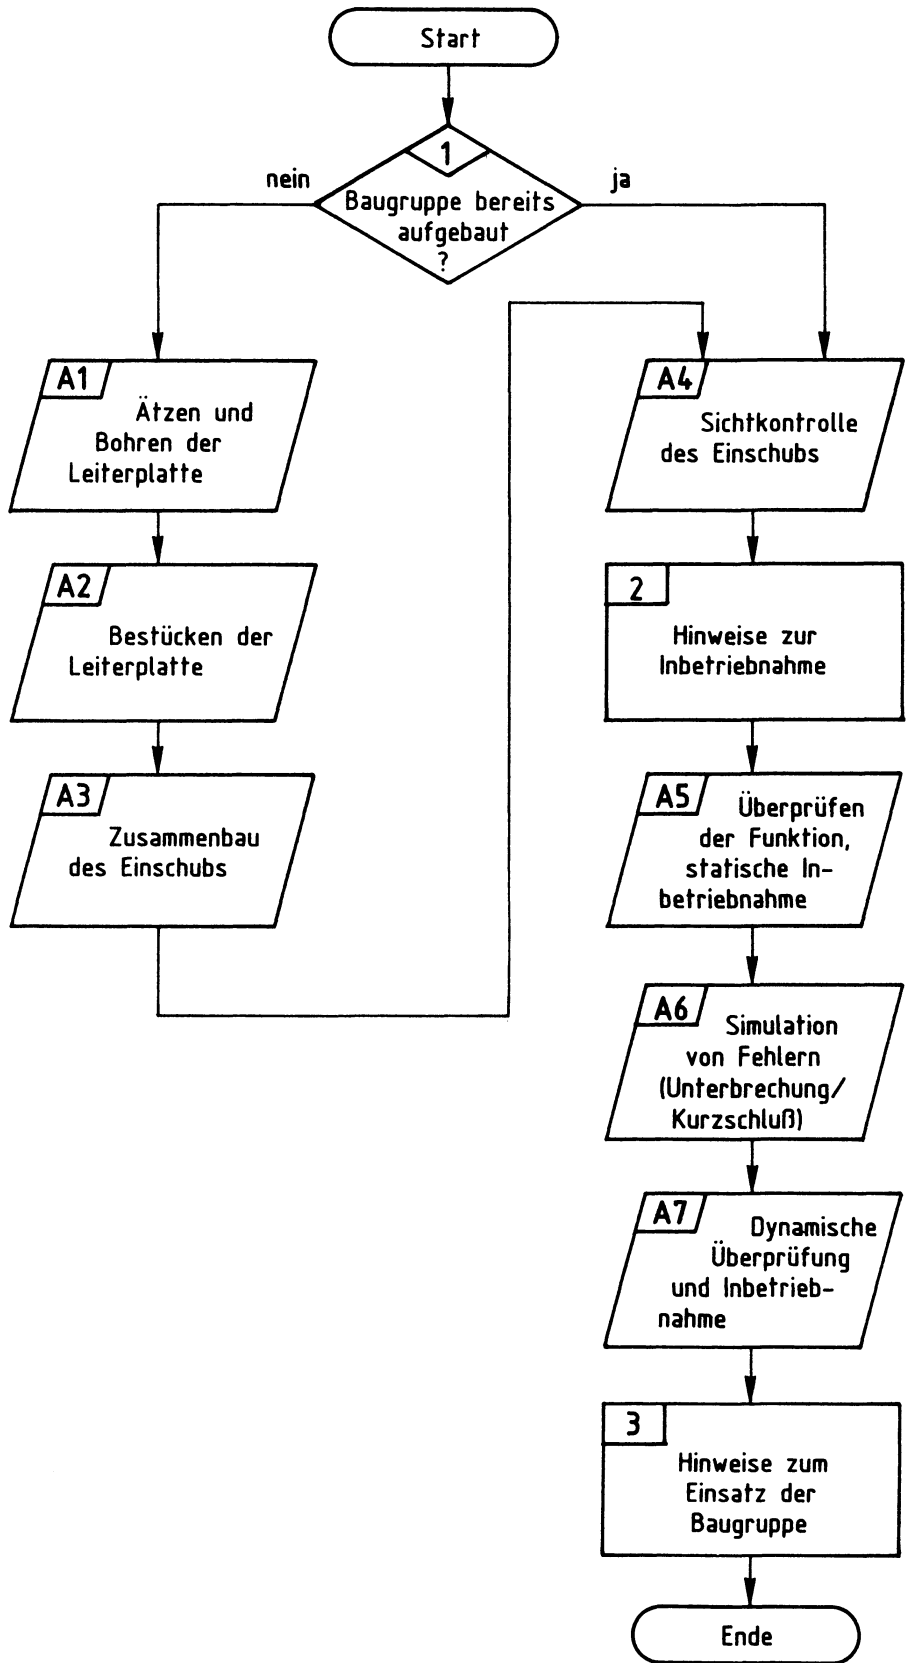 Start
1
nein
ja
Baugruppe bereits
aufgebaut
?
A1
Ätzen und
Bohren der
Leiterplatte
A2
Bestücken der
Leiterplatte
A3
Zusammenbau
des Einschubs
A4
Sichtkontrolle
des Einschubs
2
Hinweise zur
Inbetriebnahme
A5
Überprüfen
der Funktion,
statische In-
betriebnahme
A6
Simulation
von Fehlern
(Unterbrechung/
Kurzschluß)
A7
Dynamische
Überprüfung
und Inbetrieb-
nahme
3
Hinweise zum
Einsatz der
Baugruppe
Ende